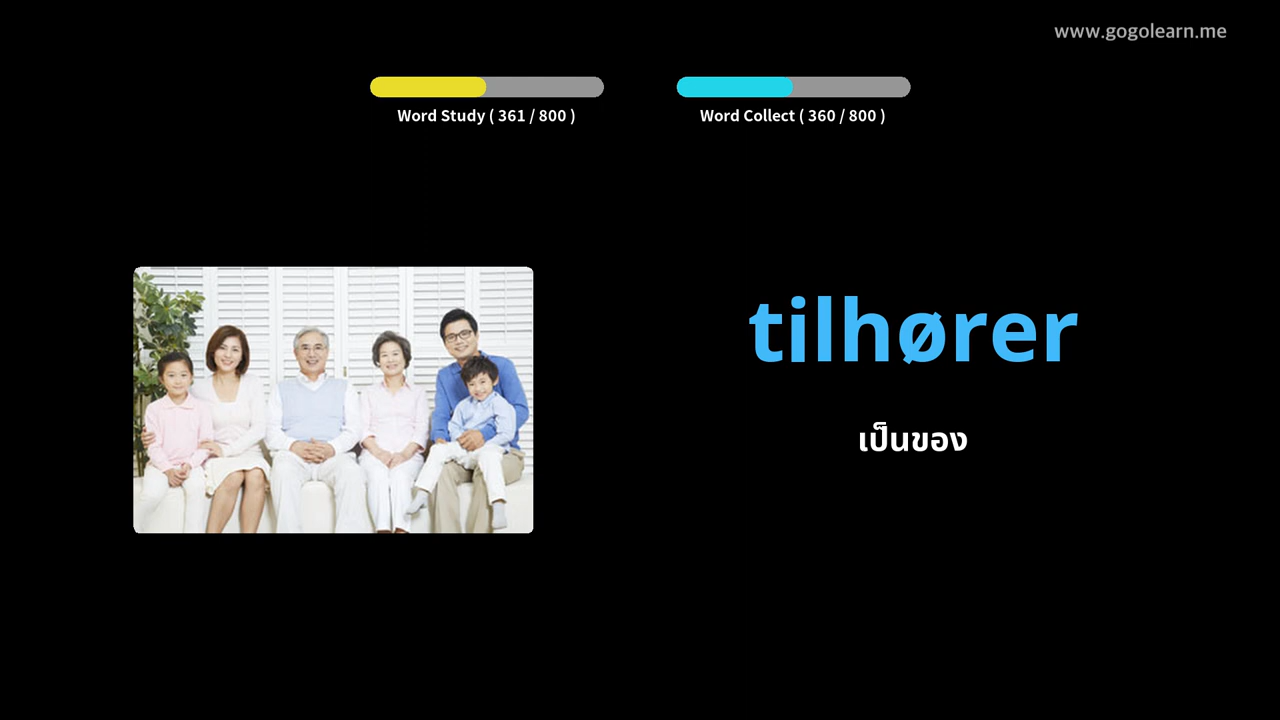 www.gogolearn.me
Word Study ( 361 / 800 )
Word Collect ( 360 / 800 )
tilhører
เป็นของ